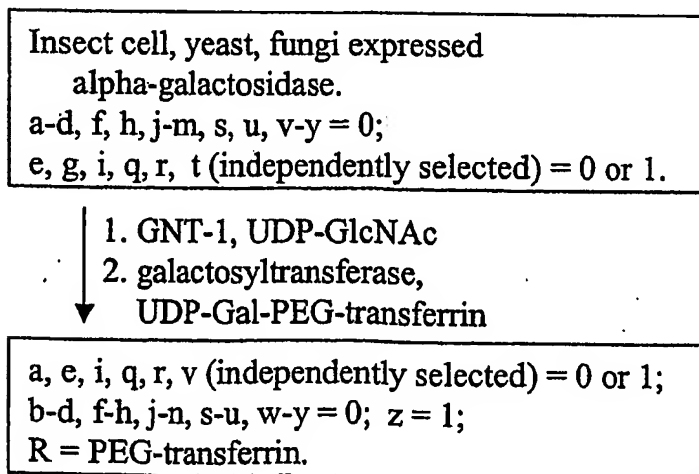 Insect cell, yeast, fungi expressed
alpha-galactosidase.
a-d, f, h, j-m, s, u, v-y = 0;
e, g, i, q, r, t (independently selected) = 0 or 1.
1. GNT-1, UDP-GlcNAc
2. galactosyltransferase,
UDP-Gal-PEG-transferrin
a, e, i, q, r, v (independently selected) = 0 or 1;
b-d, f-h, j-n, s-u, w-y = 0; z = 1;
R = PEG-transferrin.